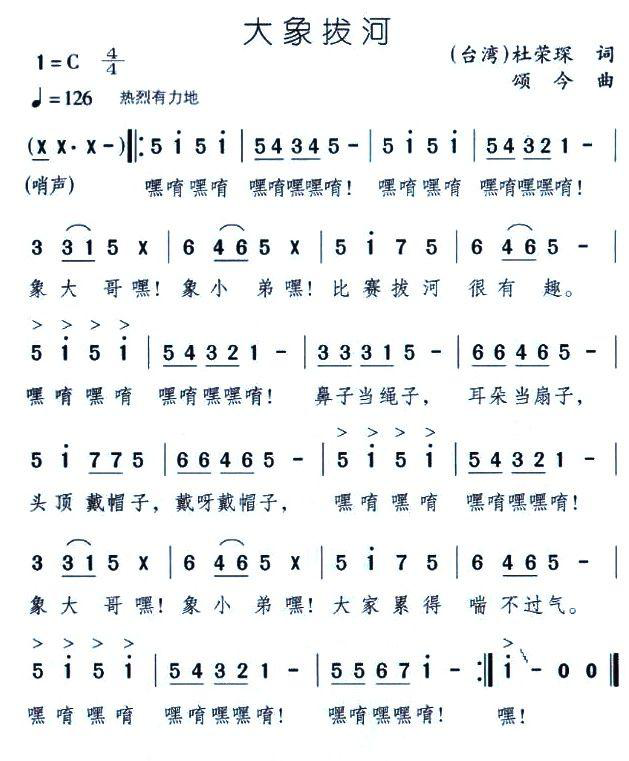 大象拔河
1=C 4/4
(台湾)杜荣琛 词
颂今 曲
♩=126 热烈有力地
(X X· X -)‖: 5 i 5 i | 5 4 3 4 5 - | 5 i 5 i | 5 4 3 2 1 - |
(哨声) 嘿唷嘿唷 嘿唷嘿嘿唷! 嘿唷嘿唷 嘿唷嘿嘿唷!
3 3 1 5 X | 6 4 6 5 X | 5 i 7 5 | 6 4 6 5 - |
象大 哥嘿! 象小 弟嘿! 比赛拔河 很有 趣。
> > > >
5 i 5 i | 5 4 3 2 1 - | 3 3 3 1 5 - | 6 6 4 6 5 - |
嘿唷嘿唷 嘿唷嘿嘿唷! 鼻子当绳子, 耳朵当扇子,
> > > >
5 i 7 7 5 | 6 6 4 6 5 - | 5 i 5 i | 5 4 3 2 1 - |
头顶戴帽子, 戴呀戴帽子, 嘿唷嘿唷 嘿唷嘿嘿唷!
3 3 1 5 X | 6 4 6 5 X | 5 i 7 5 | 6 4 6 5 - |
象大 哥嘿! 象小 弟嘿! 大家累得 喘不过气。
> > > > >
5 i 5 i | 5 4 3 2 1 - | 5 5 6 7 i - :‖ i - 0 0 ‖
嘿唷嘿唷 嘿唷嘿嘿唷! 嘿唷嘿嘿唷! 嘿!